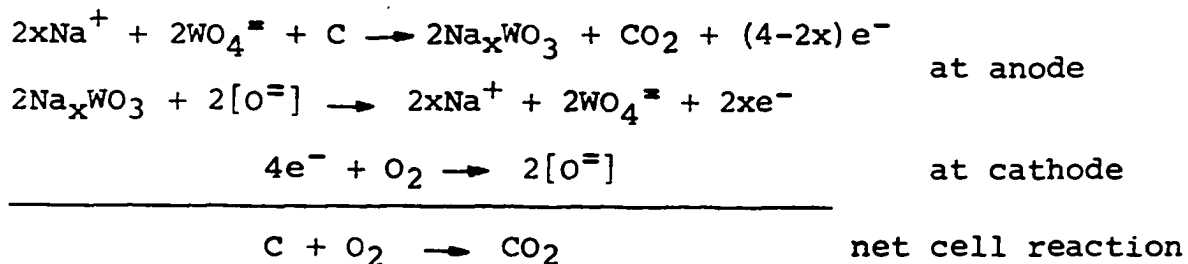 2xNa⁺ + 2WO₄⁼ + C → 2NaₓWO₃ + CO₂ + (4-2x)e⁻
at anode
2NaₓWO₃ + 2[O⁼] → 2xNa⁺ + 2WO₄⁼ + 2xe⁻
4e⁻ + O₂ → 2[O⁼] at cathode
C + O₂ → CO₂ net cell reaction